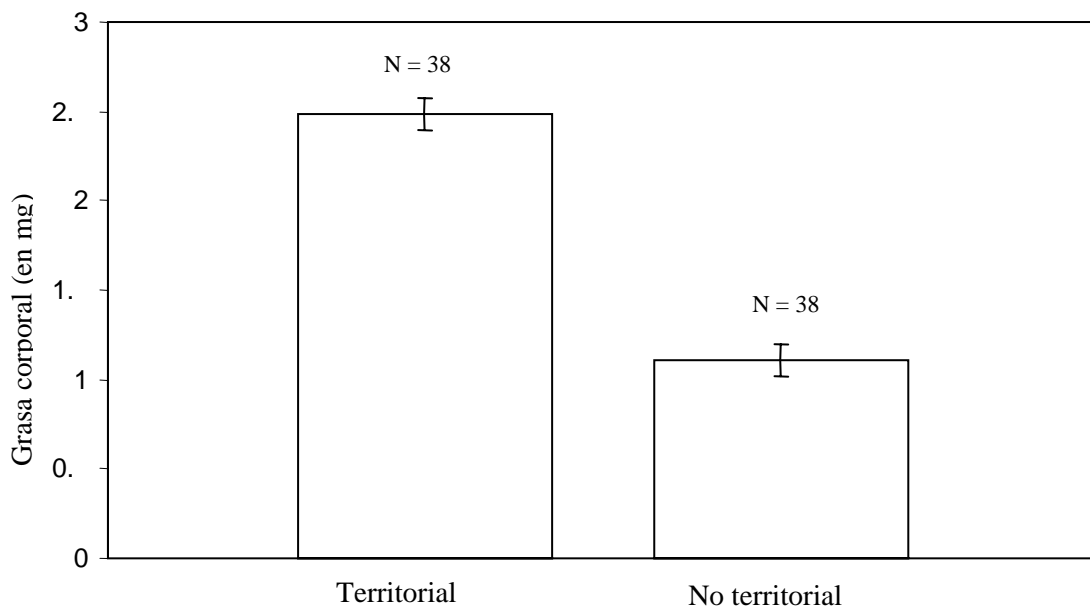 3
N = 38
2.
2
Grasa corporal (en mg)
1.
N = 38
1
0.
0
Territorial
No territorial